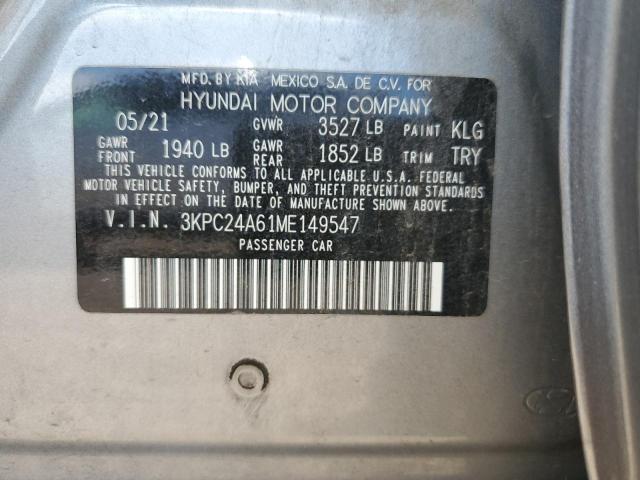 MFD. BY KIA MEXICO S.A. DE C.V. FOR
HYUNDAI MOTOR COMPANY
05/21 GVWR 3527 LB PAINT KLG
GAWR FRONT 1940 LB GAWR REAR 1852 LB TRIM TRY
THIS VEHICLE CONFORMS TO ALL APPLICABLE U.S.A. FEDERAL
MOTOR VEHICLE SAFETY, BUMPER, AND THEFT PREVENTION STANDARDS
IN EFFECT ON THE DATE OF MANUFACTURE SHOWN ABOVE.
V.I.N. 3KPC24A61ME149547
PASSENGER CAR